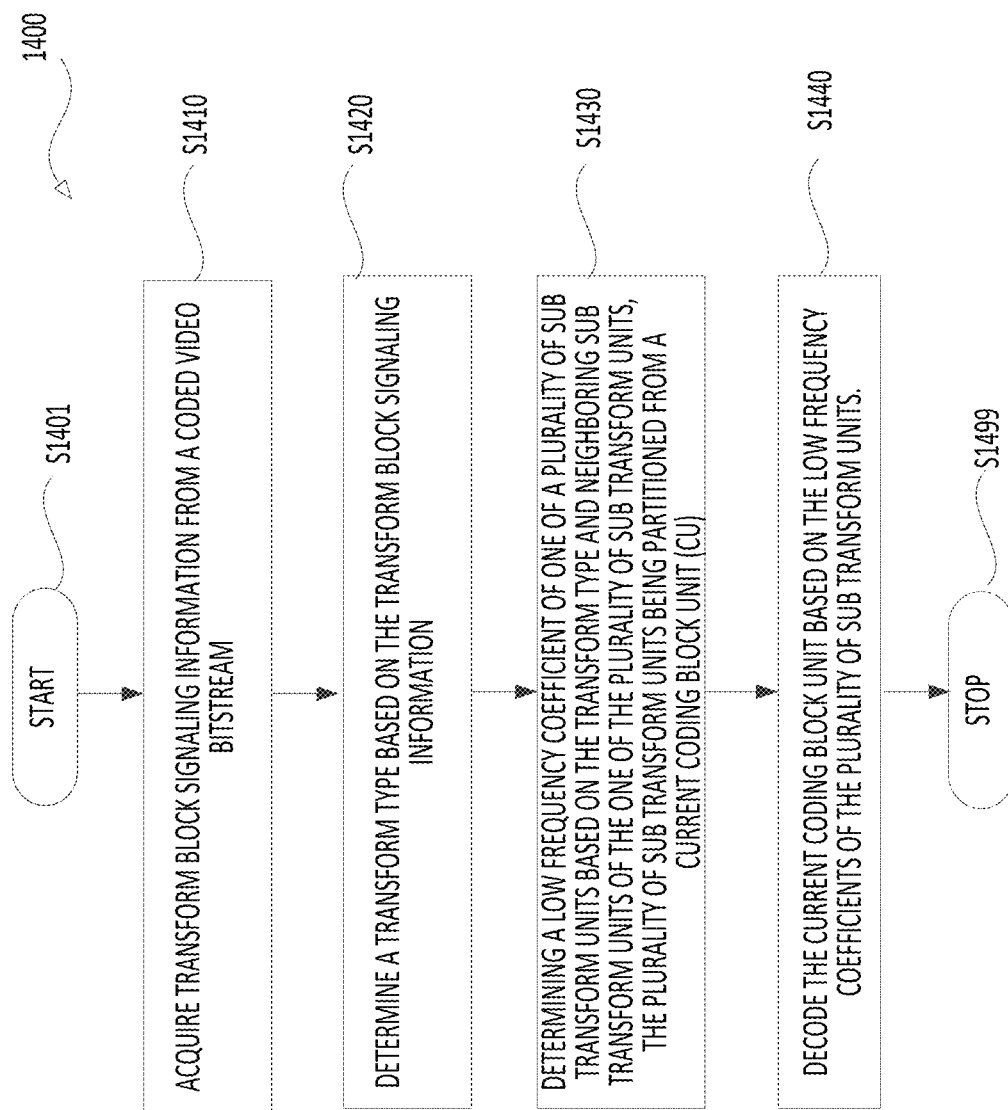 1400
START
S1401
ACQUIRE TRANSFORM BLOCK SIGNALING INFORMATION FROM A CODED VIDEO
BITSTREAM
S1410
DETERMINE A TRANSFORM TYPE BASED ON THE TRANSFORM BLOCK SIGNALING
INFORMATION
S1420
DETERMINING A LOW FREQUENCY COEFFICIENT OF ONE OF A PLURALITY OF SUB
TRANSFORM UNITS BASED ON THE TRANSFORM TYPE AND NEIGHBORING SUB
TRANSFORM UNITS OF THE ONE OF THE PLURALITY OF SUB TRANSFORM UNITS,
THE PLURALITY OF SUB TRANSFORM UNITS BEING PARTITIONED FROM A
CURRENT CODING BLOCK UNIT (CU)
S1430
DECODE THE CURRENT CODING BLOCK UNIT BASED ON THE LOW FREQUENCY
COEFFICIENTS OF THE PLURALITY OF SUB TRANSFORM UNITS.
S1440
STOP
S1499